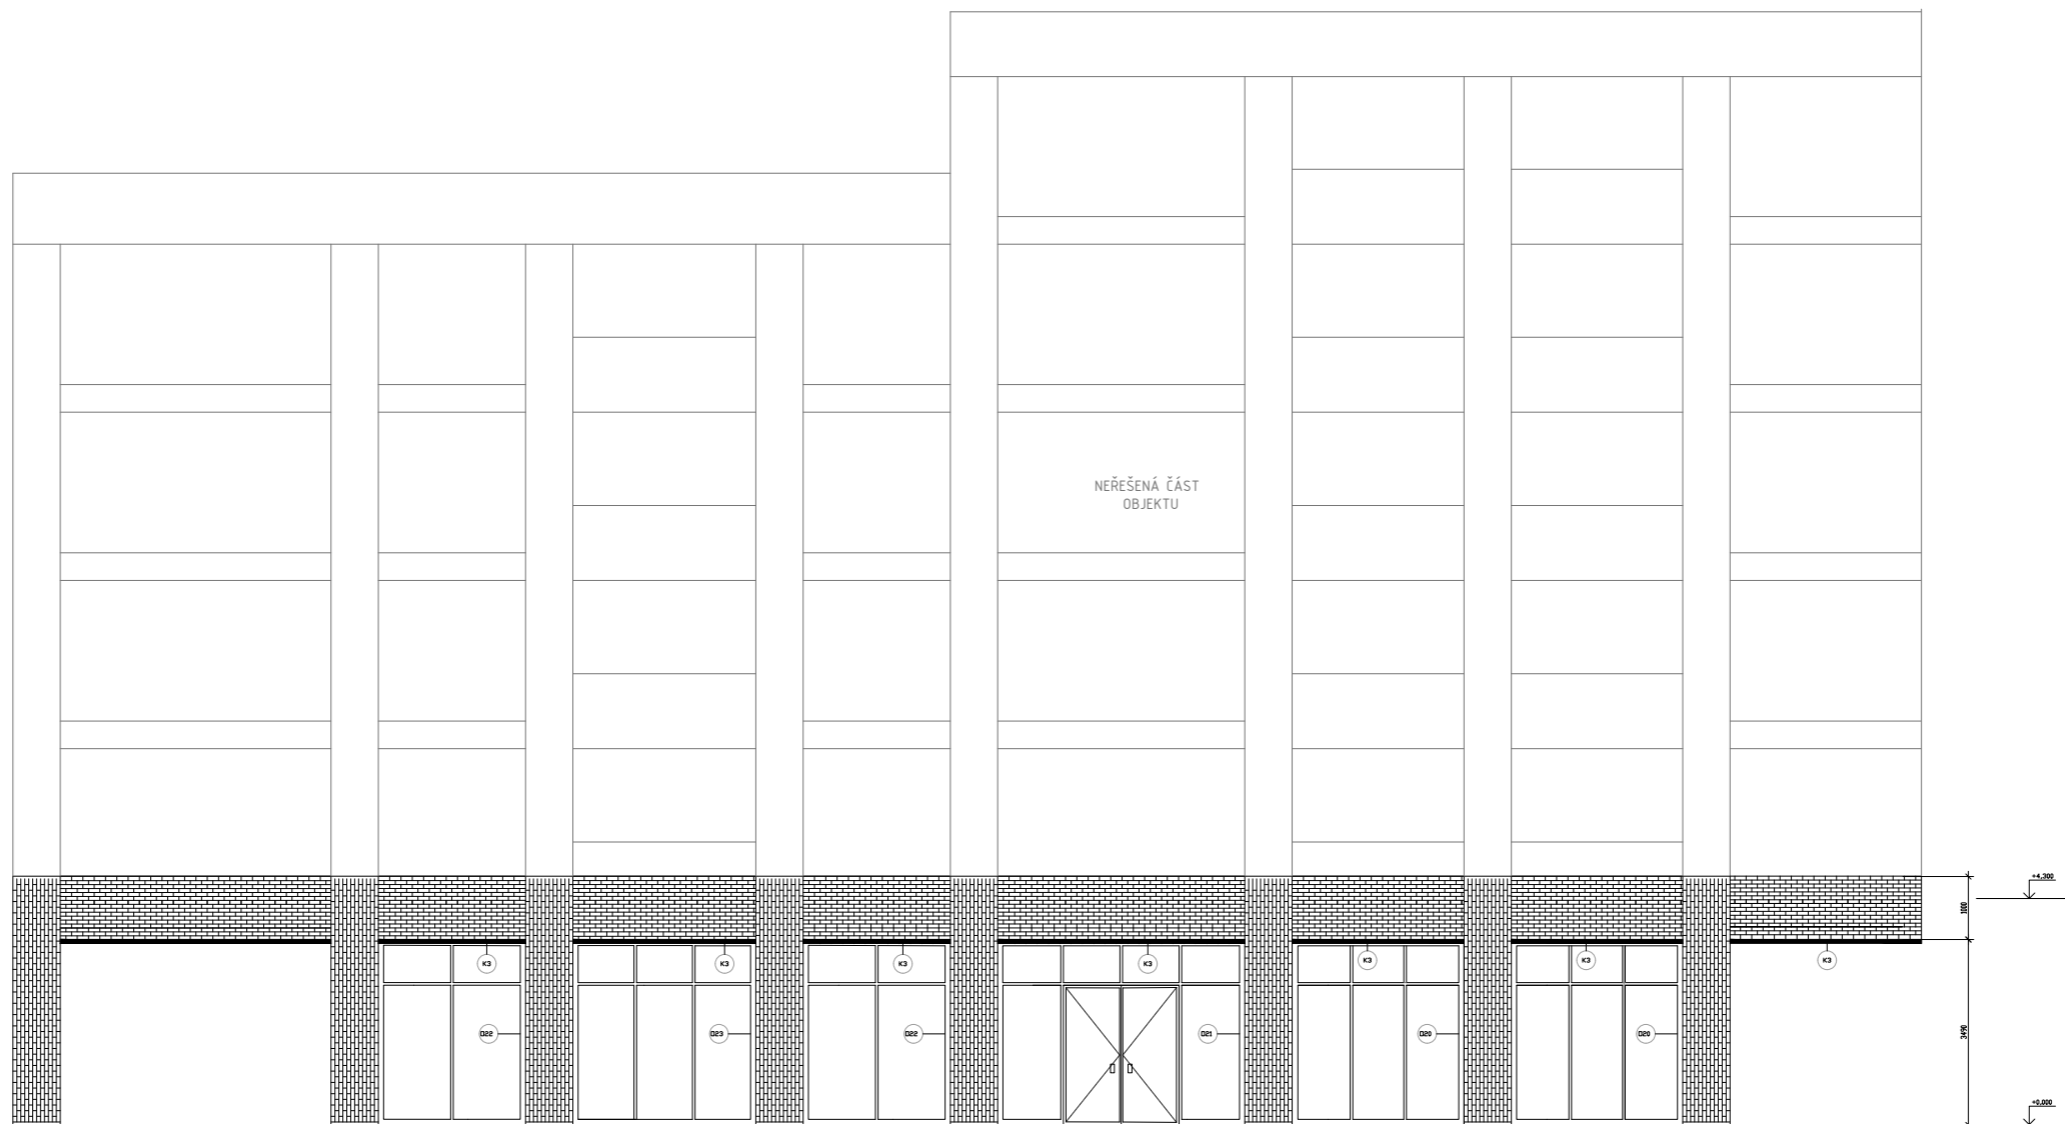 NEŘEŠENÁ ČÁST
OBJEKTU
+4,300
1000
K3
K3
K3
K3
K3
K3
K3
D22
D23
D22
D21
D20
D20
3490
+0,000